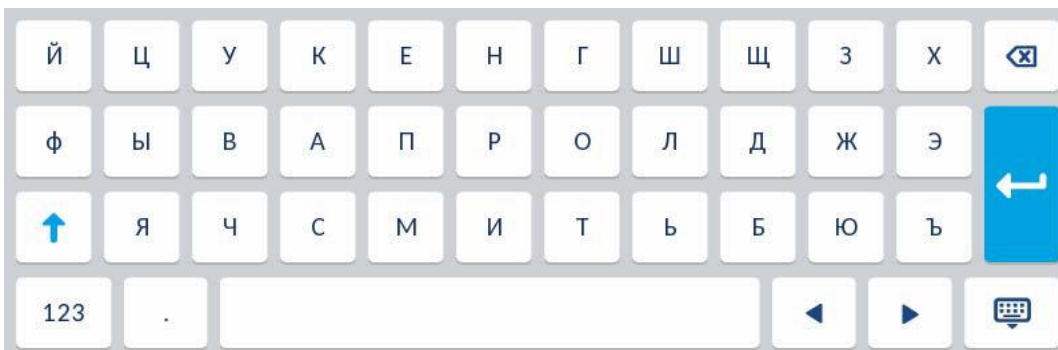 Й Ц У К Е Н Г Ш Щ З Х
ф Ы В А П Р О Л Д Ж Э
Я Ч С М И Т Ь Б Ю Ъ
123 .